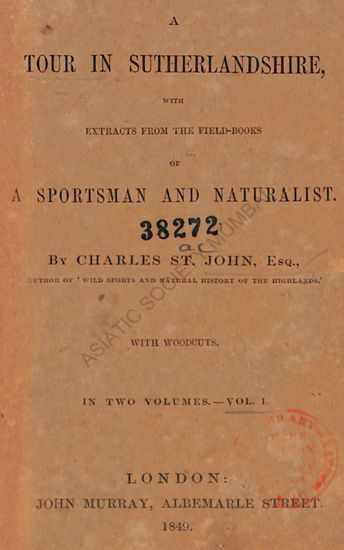 A
TOUR IN SUTHERLANDSHIRE,
WITH
EXTRACTS FROM THE FIELD-BOOKS
OF
A SPORTSMAN AND NATURALIST.
38272
BY CHARLES ST. JOHN, ESQ.,
AUTHOR OF 'WILD SPORTS AND NATURAL HISTORY OF THE HIGHLANDS.'
ASIATIC SOCIETY MUMBAI
WITH WOODCUTS.
IN TWO VOLUMES.—VOL. I.
LONDON:
JOHN MURRAY, ALBEMARLE STREET.
1849.